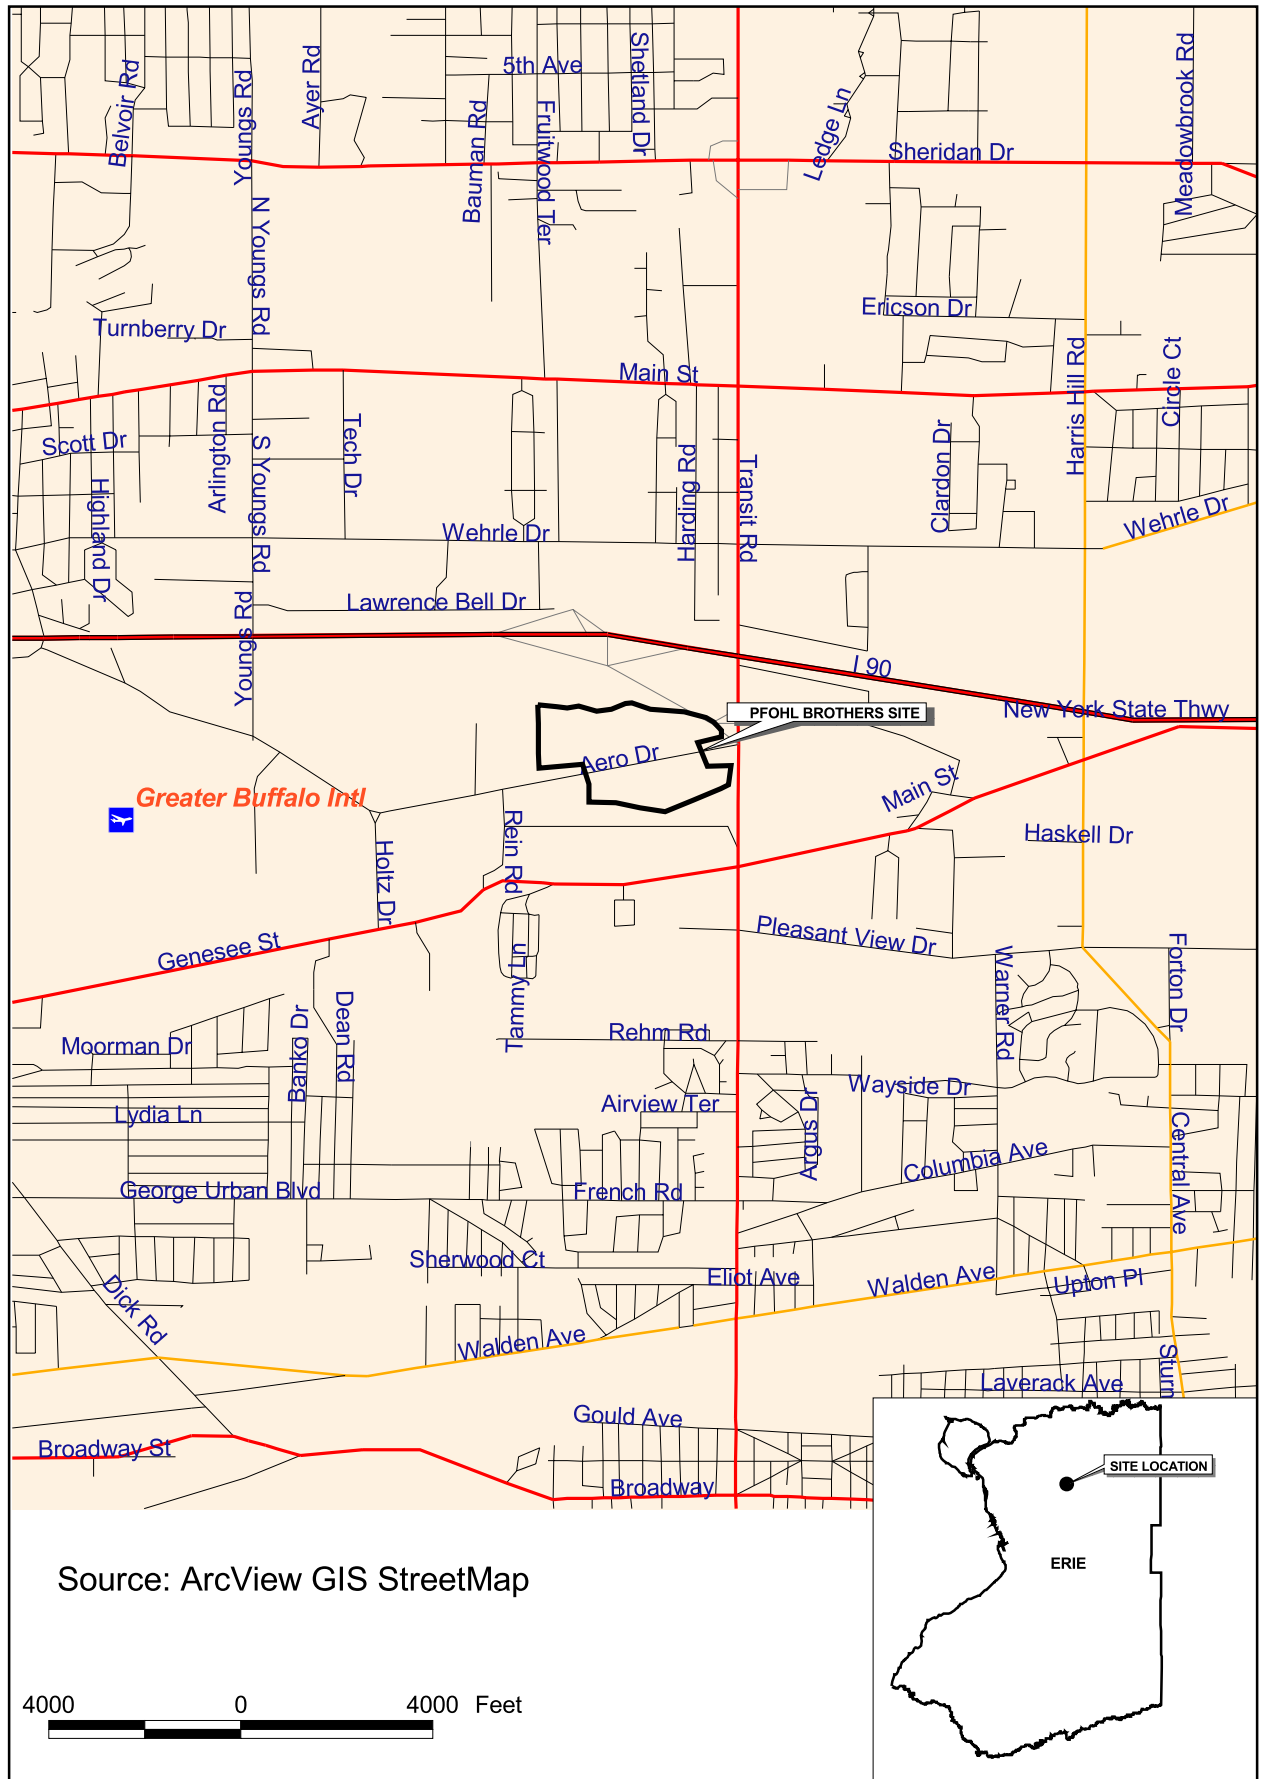 Belvoir Rd
Youngs Rd
Ayer Rd
5th Ave
Bauman Rd
Fruitwood Ter
Shetland Dr
Ledge Ln
Sheridan Dr
Meadowbrook Rd
N Youngs Rd
Turnberry Dr
Ericson Dr
Main St
Harris Hill Rd
Circle Ct
Scott Dr
Arlington Rd
S Youngs Rd
Tech Dr
Highland Dr
Harding Rd
Transit Rd
Clardon Dr
Wehrle Dr
Wehrle Dr
Lawrence Bell Dr
Youngs Rd
I 90
New York State Thwy
PFOHL BROTHERS SITE
Aero Dr
Main St
Greater Buffalo Intl
Rein Rd
Haskell Dr
Holtz Dr
Genesee St
Pleasant View Dr
Tammy Ln
Warner Rd
Forton Dr
Moorman Dr
Banko Dr
Dean Rd
Rehm Rd
Wayside Dr
Lydia Ln
Airview Ter
Argus Dr
Columbia Ave
Central Ave
George Urban Blvd
French Rd
Sherwood Ct
Eliot Ave
Walden Ave
Upton Pl
Dick Rd
Walden Ave
Sturm
Laverack Ave
Gould Ave
Broadway St
Broadway
SITE LOCATION
ERIE
Source: ArcView GIS StreetMap
4000 0 4000 Feet